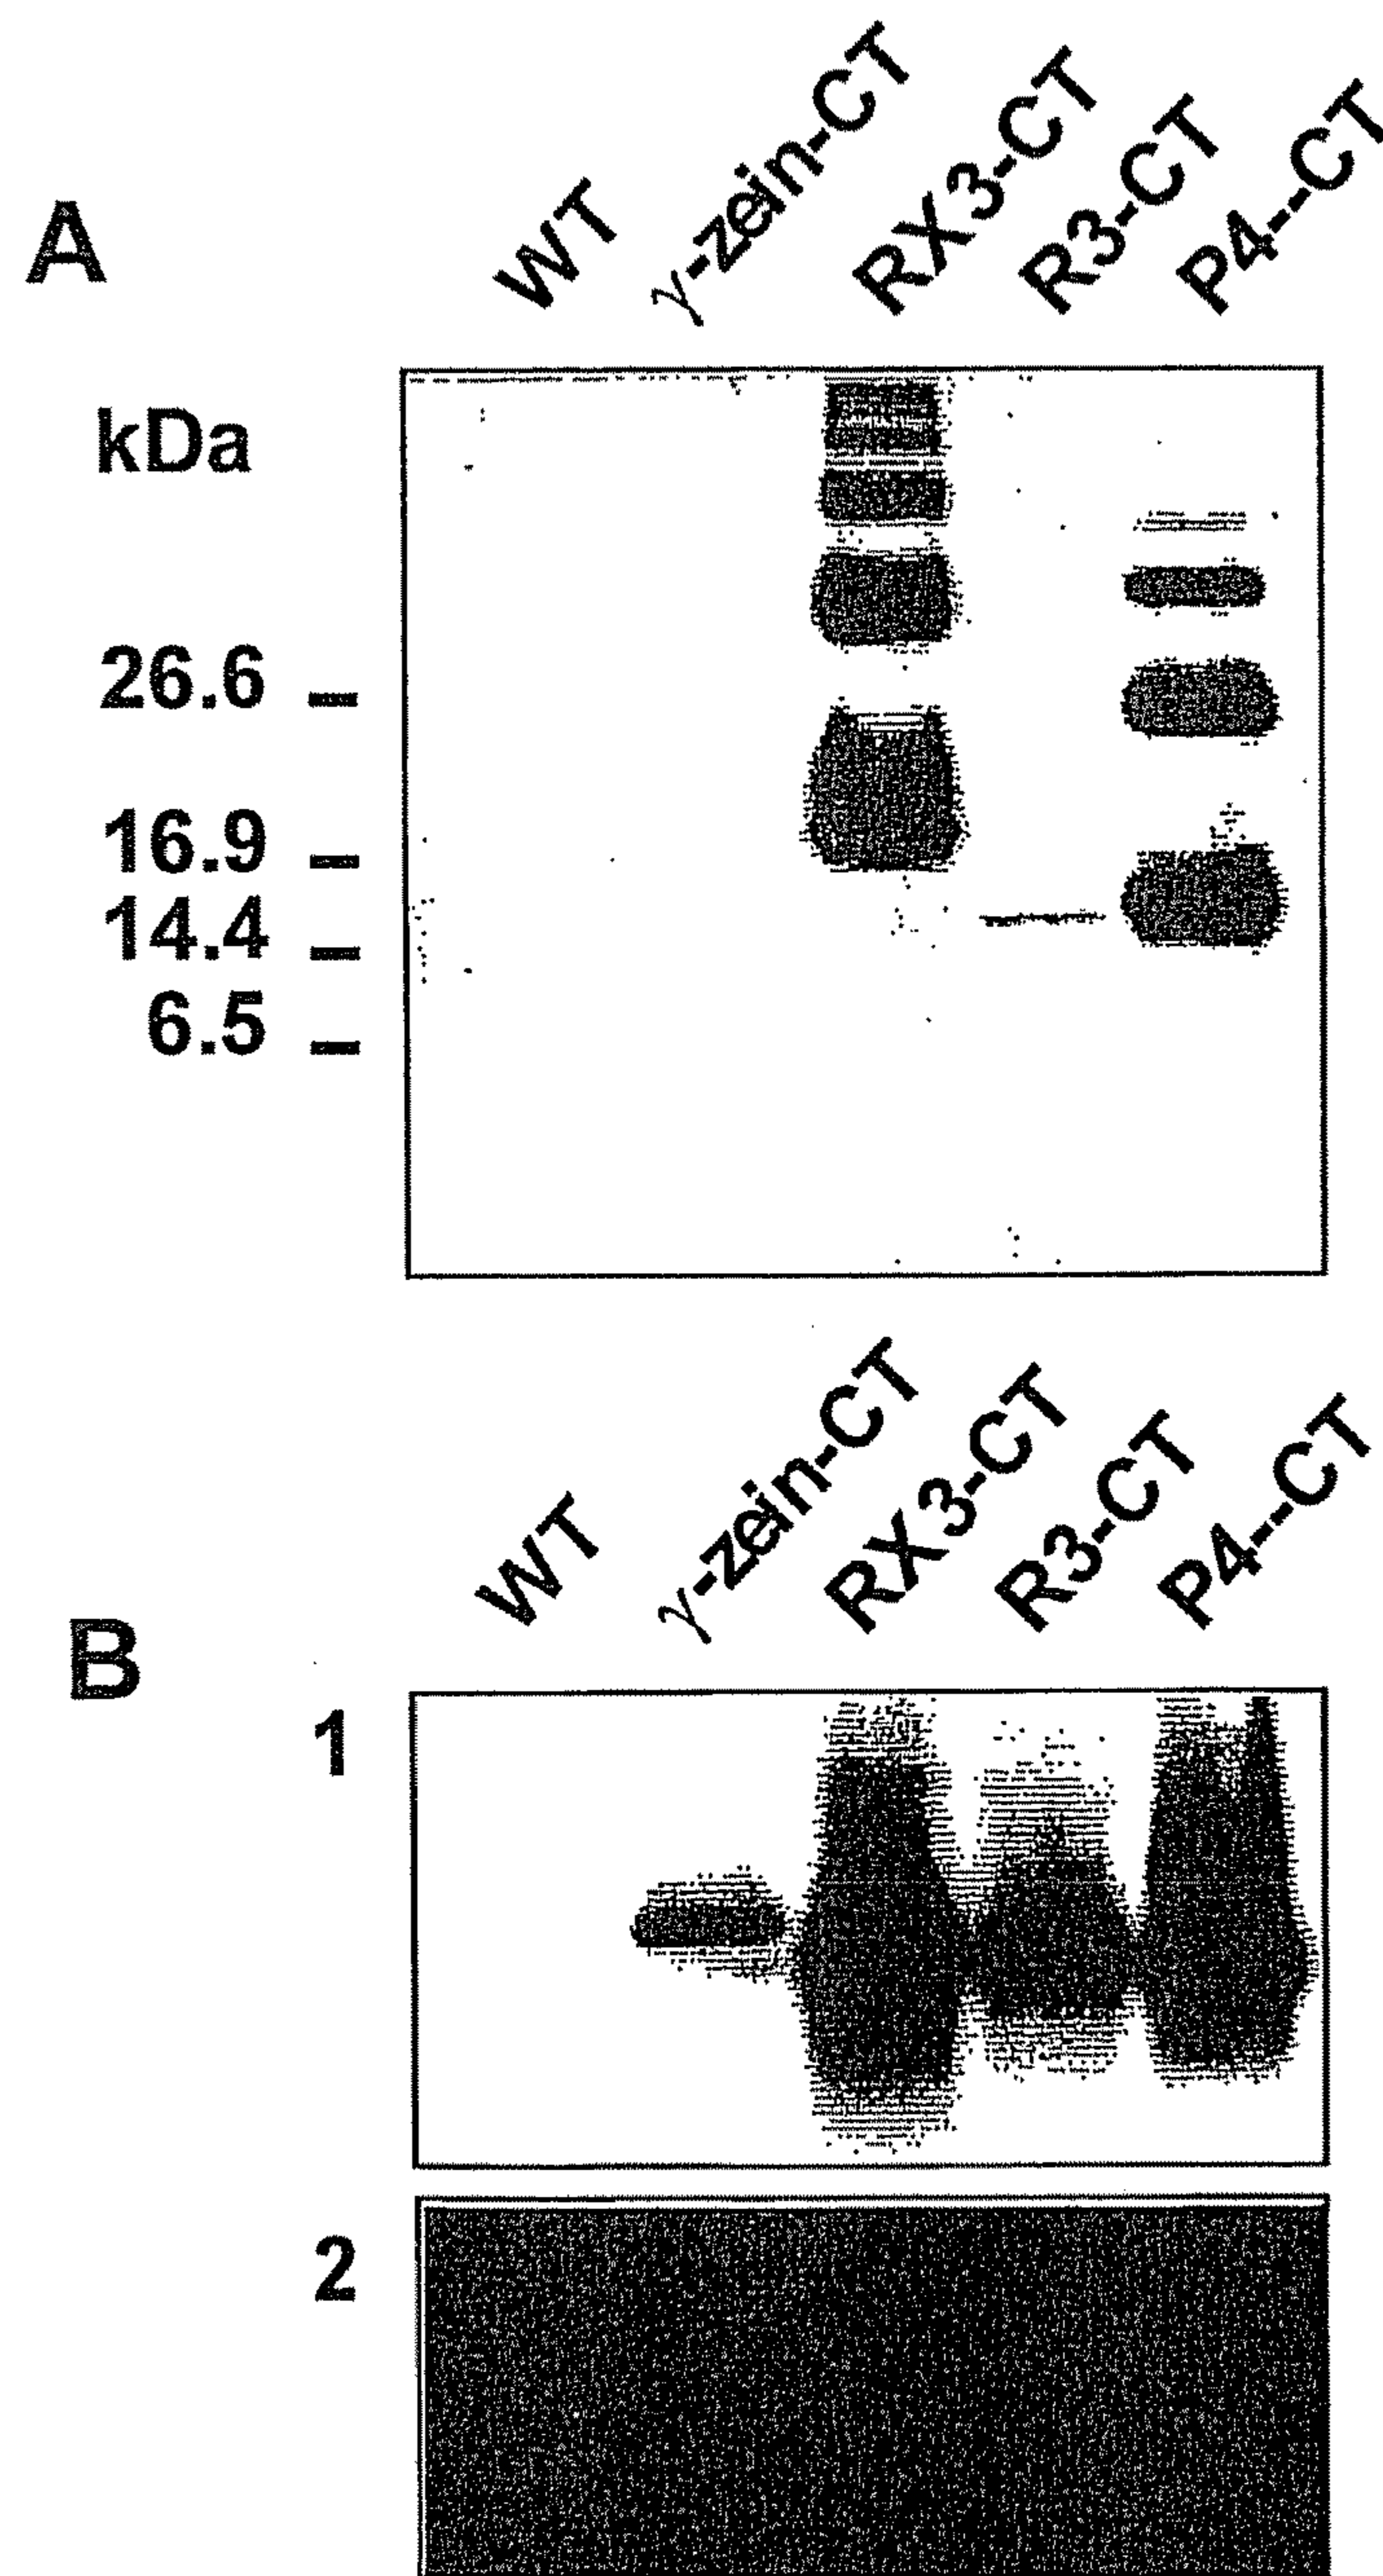 A
WT γ-zein-CT RX3-CT R3-CT P4--CT
kDa
26.6
16.9
14.4
6.5
WT γ-zein-CT RX3-CT R3-CT P4--CT
B
1
2